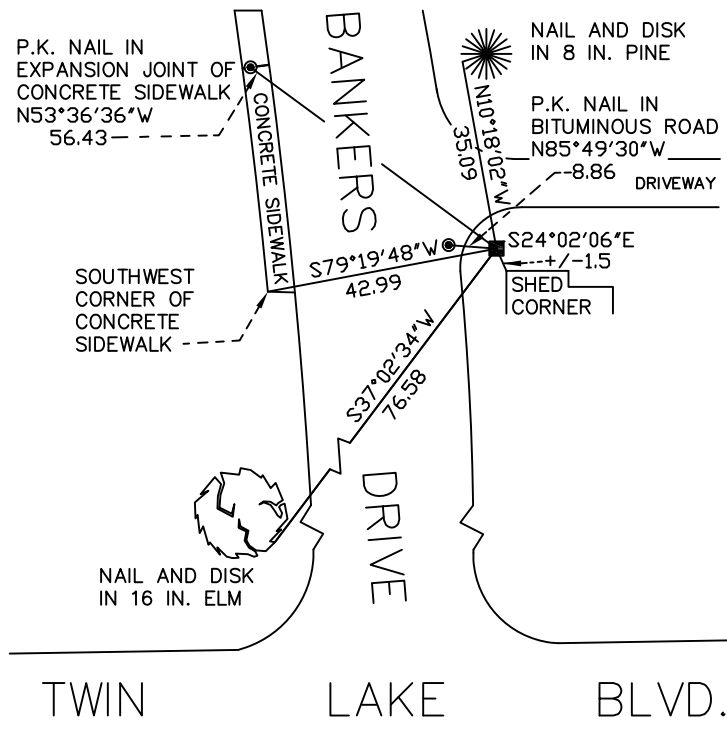 P.K. NAIL IN
EXPANSION JOINT OF
CONCRETE SIDEWALK
N53°36'36"W
56.43
BANKERS
CONCRETE SIDEWALK
NAIL AND DISK
IN 8 IN. PINE
N10°18'02"W
35.09
P.K. NAIL IN
BITUMINOUS ROAD
N85°49'30"W
8.86
DRIVEWAY
S24°02'06"E
+/-1.5
SHED
CORNER
S79°19'48"W
42.99
SOUTHWEST
CORNER OF
CONCRETE
SIDEWALK
S37°02'34"W
76.58
DRIVE
NAIL AND DISK
IN 16 IN. ELM
TWIN LAKE BLVD.